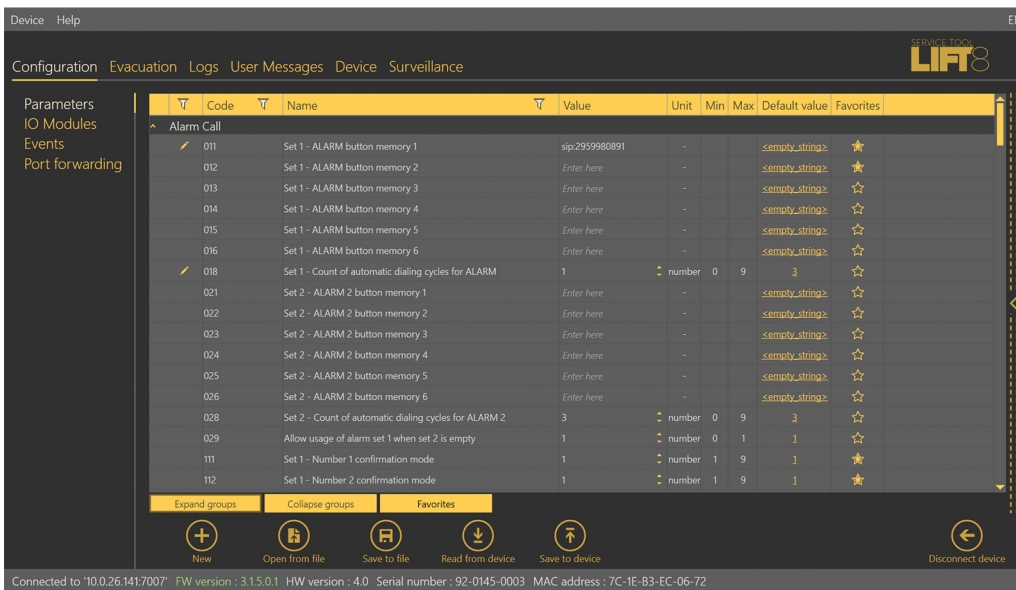 Device Help
SERVICE TOOL
LIFT8
Configuration Evacuation Logs User Messages Device Surveillance
Parameters
IO Modules
Events
Port forwarding
Code Name Value Unit Min Max Default value Favorites
Alarm Call
011 Set 1 - ALARM button memory 1 sip:2959980891 - <empty_string>
012 Set 1 - ALARM button memory 2 Enter here - <empty_string>
013 Set 1 - ALARM button memory 3 Enter here - <empty_string>
014 Set 1 - ALARM button memory 4 Enter here - <empty_string>
015 Set 1 - ALARM button memory 5 Enter here - <empty_string>
016 Set 1 - ALARM button memory 6 Enter here - <empty_string>
018 Set 1 - Count of automatic dialing cycles for ALARM 1 number 0 9 3
021 Set 2 - ALARM 2 button memory 1 Enter here - <empty_string>
022 Set 2 - ALARM 2 button memory 2 Enter here - <empty_string>
023 Set 2 - ALARM 2 button memory 3 Enter here - <empty_string>
024 Set 2 - ALARM 2 button memory 4 Enter here - <empty_string>
025 Set 2 - ALARM 2 button memory 5 Enter here - <empty_string>
026 Set 2 - ALARM 2 button memory 6 Enter here - <empty_string>
028 Set 2 - Count of automatic dialing cycles for ALARM 2 3 number 0 9 3
029 Allow usage of alarm set 1 when set 2 is empty 1 number 0 1 1
111 Set 1 - Number 1 confirmation mode 1 number 1 9 1
112 Set 1 - Number 2 confirmation mode 1 number 1 9 1
Expand groups Collapse groups Favorites
New Open from file Save to file Read from device Save to device Disconnect device
Connected to '10.0.26.141:7007' FW version : 3.1.5.0.1 HW version : 4.0 Serial number : 92-0145-0003 MAC address : 7C-1E-B3-EC-06-72